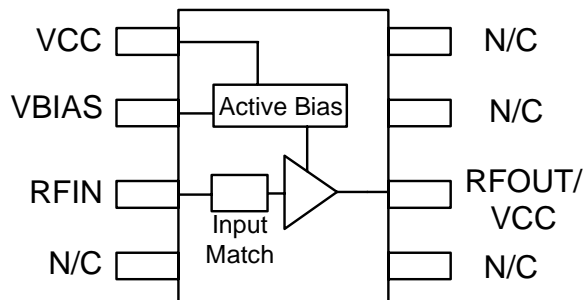 VCC
N/C
VBIAS
Active Bias
N/C
RFIN
RFOUT/
VCC
Input
Match
N/C
N/C